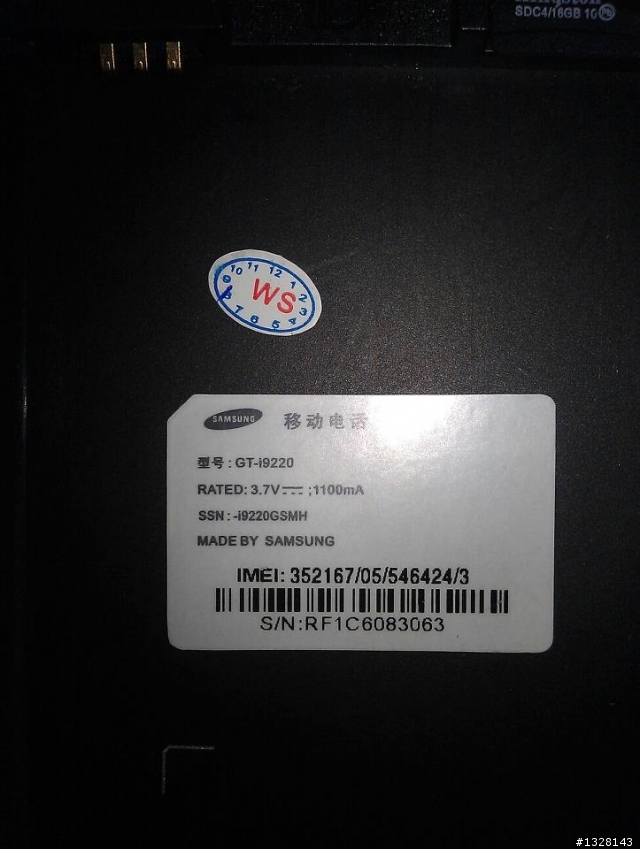 SDC4/16GB 10
10 11 12 1 2 3 4 5 6 7 8 9
WS
SAMSUNG 移动电话
型号:GT-i9220
RATED: 3.7V ;1100mA
SSN:-i9220GSMH
MADE BY SAMSUNG
IMEI: 352167/05/546424/3
S/N:RF1C6083063
#1328143